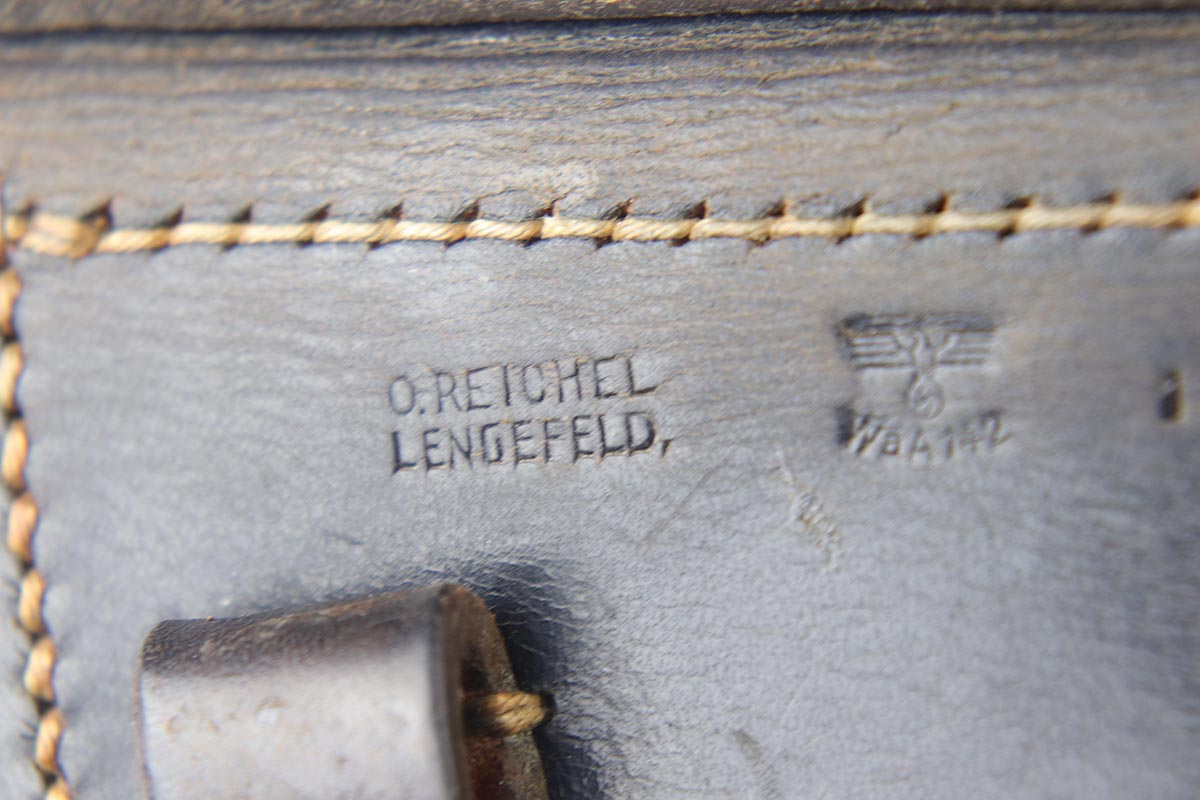 O. REICHEL
LENGEFELD,
WaA142